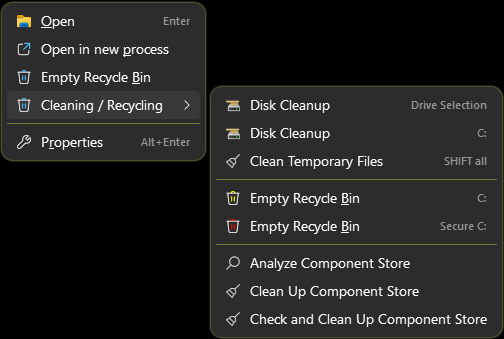 Open Enter
Open in new process
Empty Recycle Bin
Cleaning / Recycling
Properties Alt+Enter
Disk Cleanup Drive Selection
Disk Cleanup C:
Clean Temporary Files SHIFT all
Empty Recycle Bin C:
Empty Recycle Bin Secure C:
Analyze Component Store
Clean Up Component Store
Check and Clean Up Component Store